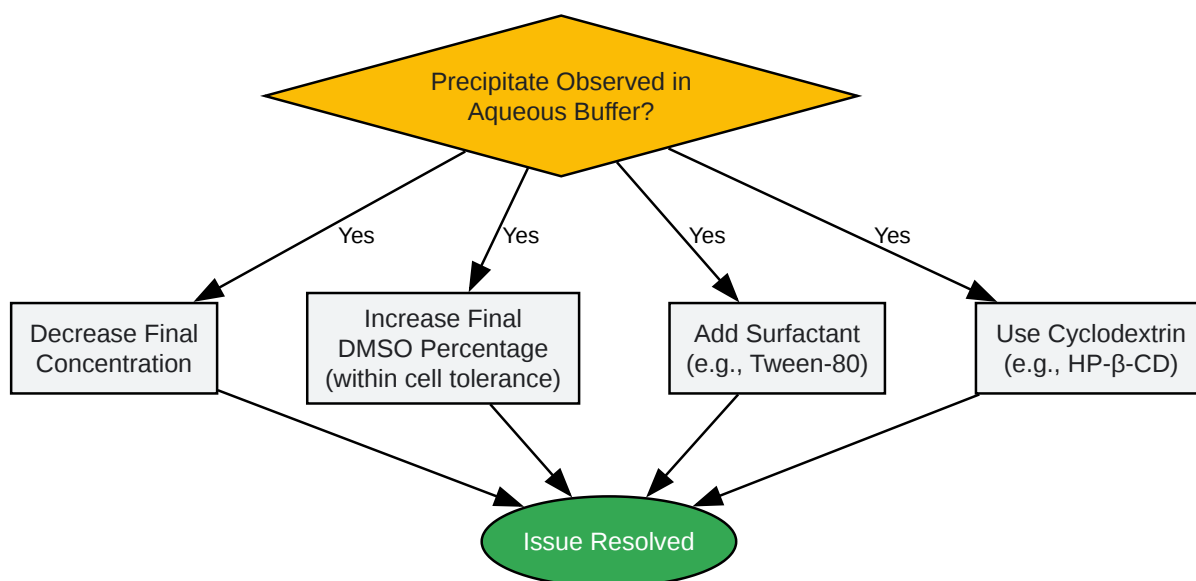 Precipitate Observed in
Aqueous Buffer?
Yes
Yes
Yes
Yes
Decrease Final
Concentration
Increase Final
DMSO Percentage
(within cell tolerance)
Add Surfactant
(e.g., Tween-80)
Use Cyclodextrin
(e.g., HP-β-CD)
Issue Resolved